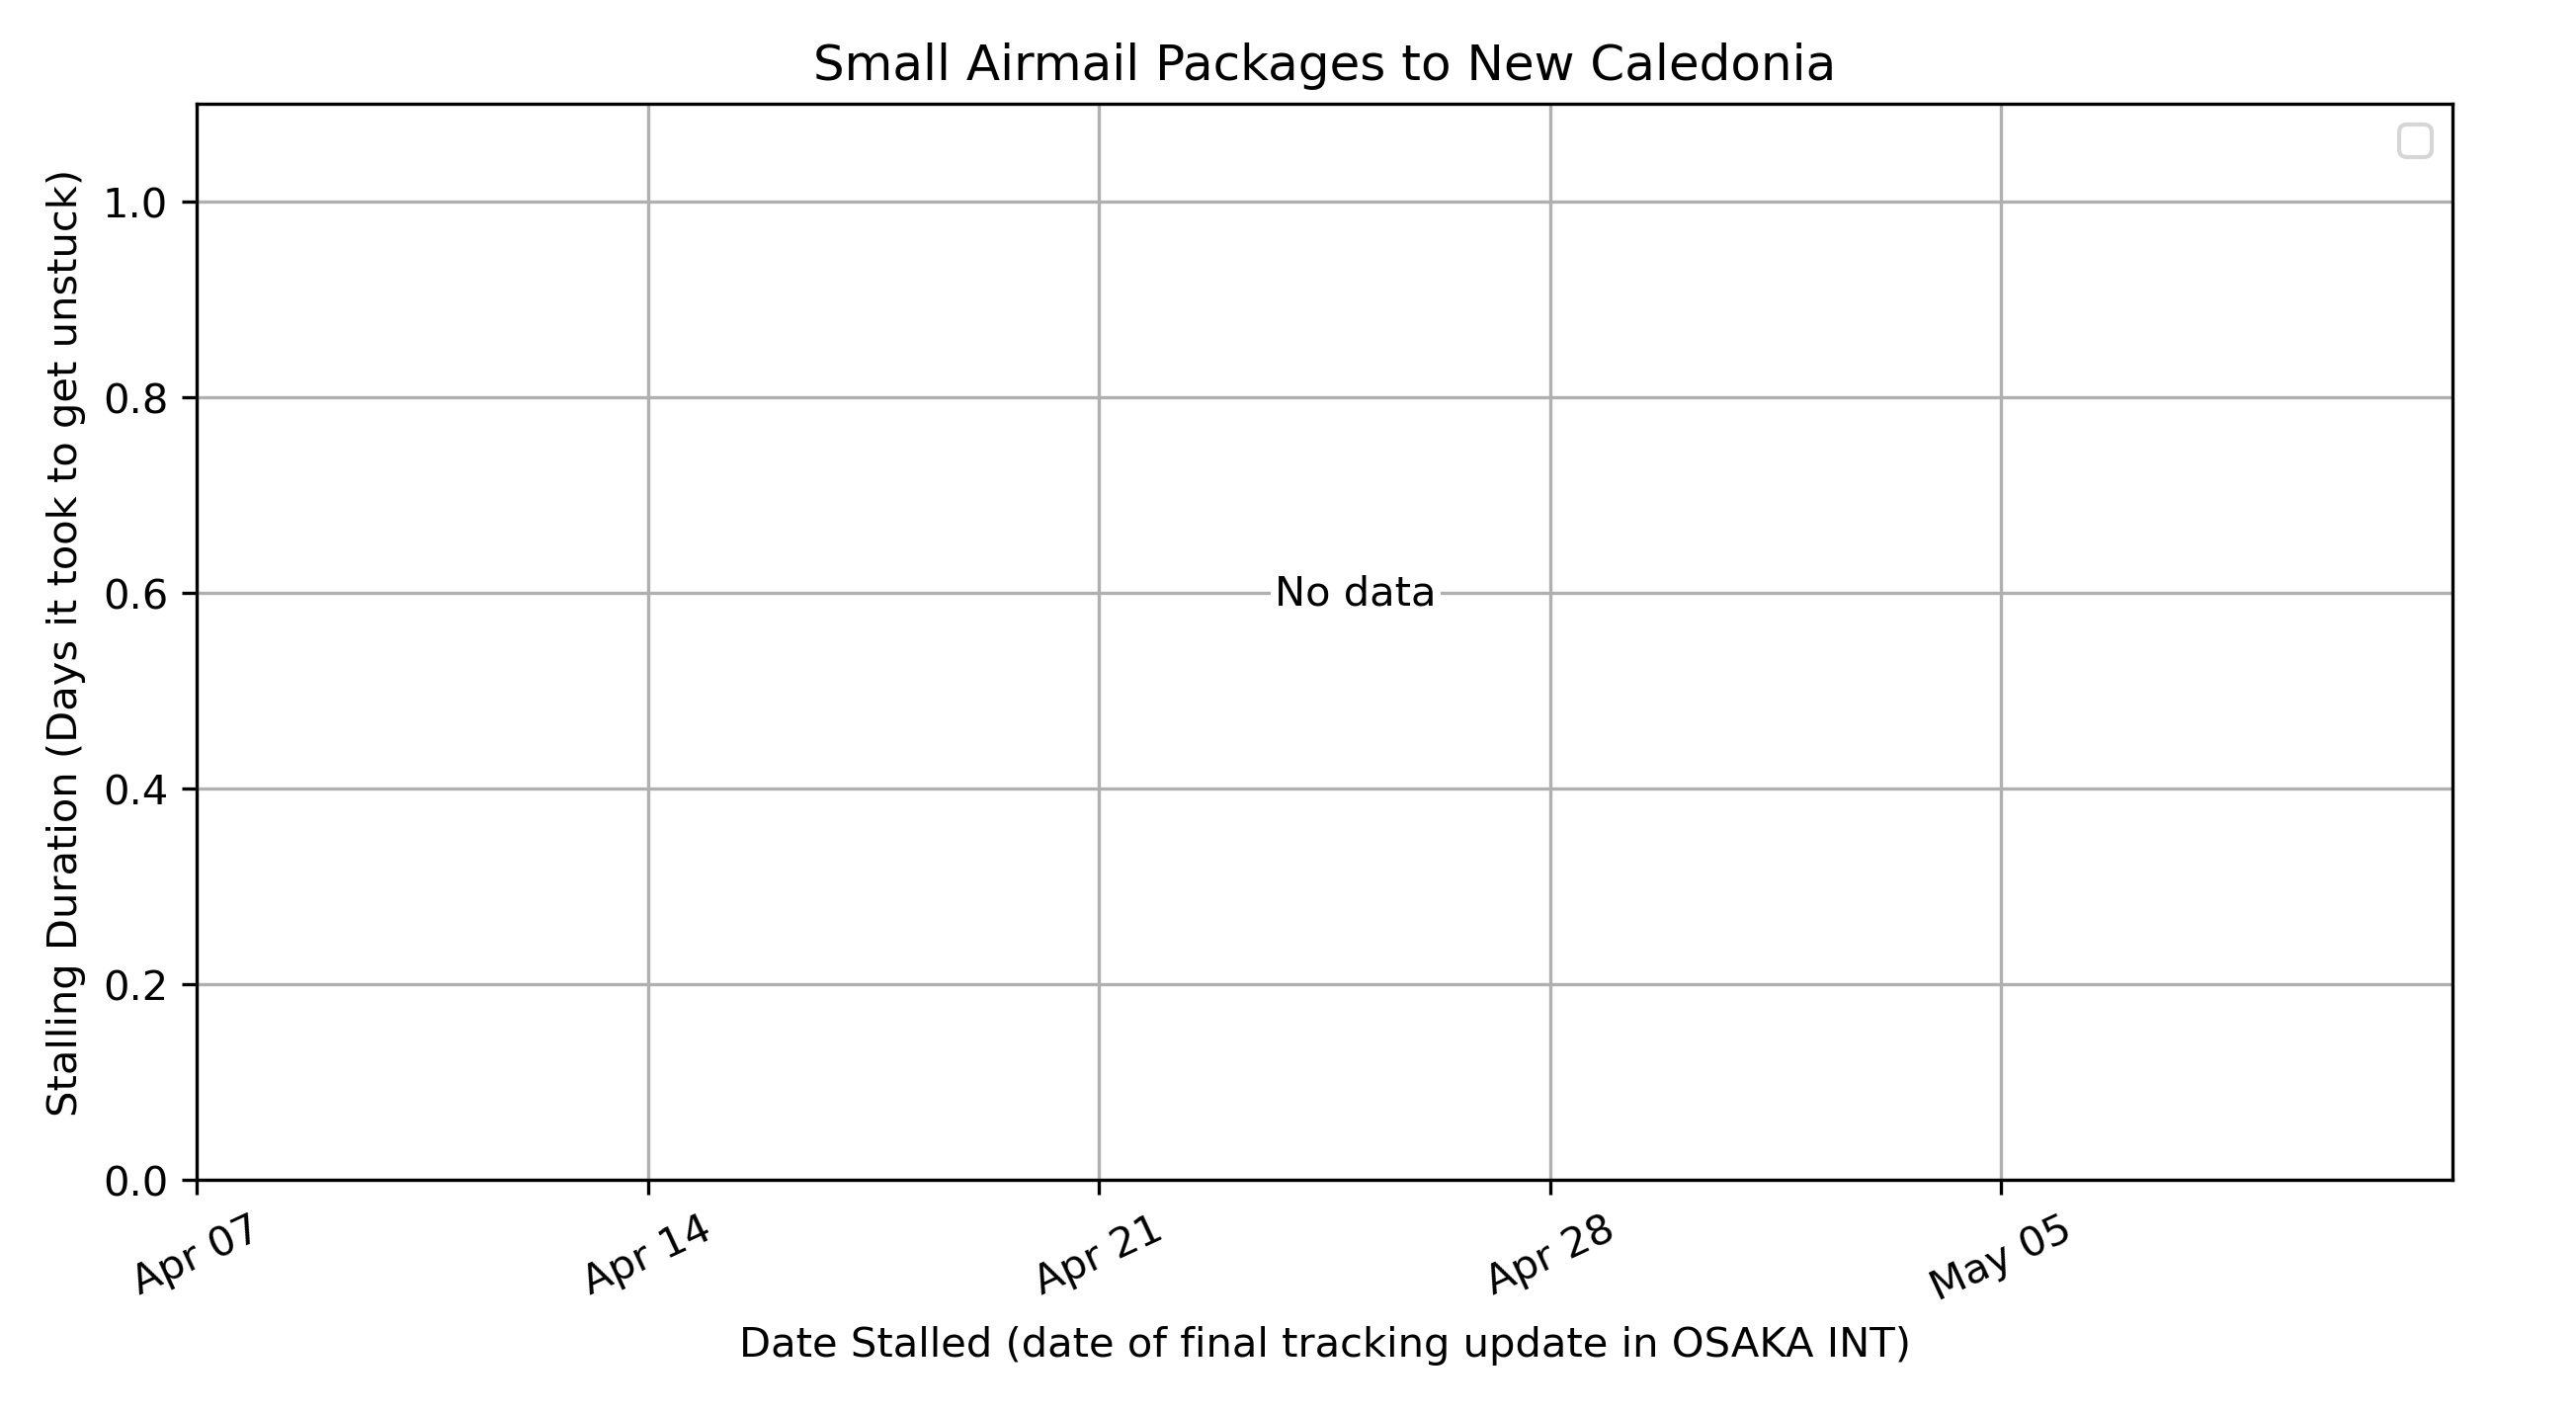 Small Airmail Packages to New Caledonia
Stalling Duration (Days it took to get unstuck)
1.0
0.8
0.6
0.4
0.2
0.0
No data
Apr 07
Apr 14
Apr 21
Apr 28
May 05
Date Stalled (date of final tracking update in OSAKA INT)